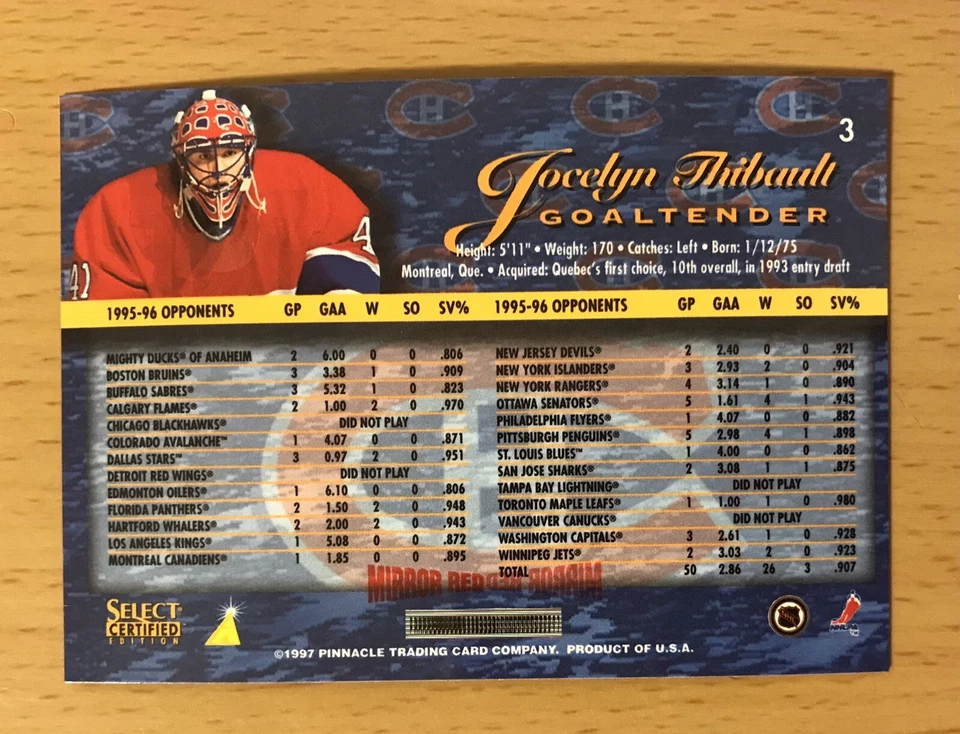 3
Jocelyn Thibault
GOALTENDER
Height: 5'11" • Weight: 170 • Catches: Left • Born: 1/12/75
Montreal, Que. • Acquired: Quebec's first choice, 10th overall, in 1993 entry draft
41
4
1995-96 OPPONENTS GP GAA W SO SV% 1995-96 OPPONENTS GP GAA W SO SV%
MIGHTY DUCKS® OF ANAHEIM 2 6.00 0 0 .806
BOSTON BRUINS® 3 3.38 1 0 .909
BUFFALO SABRES® 3 5.32 1 0 .823
CALGARY FLAMES® 2 1.00 2 0 .970
CHICAGO BLACKHAWKS® DID NOT PLAY
COLORADO AVALANCHE™ 1 4.07 0 0 .871
DALLAS STARS™ 3 0.97 2 0 .951
DETROIT RED WINGS® DID NOT PLAY
EDMONTON OILERS® 1 6.10 0 0 .806
FLORIDA PANTHERS® 2 1.50 2 0 .948
HARTFORD WHALERS® 2 2.00 2 0 .943
LOS ANGELES KINGS® 1 5.08 0 0 .872
MONTREAL CANADIENS® 1 1.85 0 0 .895
NEW JERSEY DEVILS® 2 2.40 0 0 .921
NEW YORK ISLANDERS® 3 2.93 2 0 .904
NEW YORK RANGERS® 4 3.14 1 0 .890
OTTAWA SENATORS® 5 1.61 4 1 .943
PHILADELPHIA FLYERS® 1 4.07 0 0 .882
PITTSBURGH PENGUINS® 5 2.98 4 1 .898
ST. LOUIS BLUES® 1 4.00 0 0 .862
SAN JOSE SHARKS® 2 3.08 1 1 .875
TAMPA BAY LIGHTNING® DID NOT PLAY
TORONTO MAPLE LEAFS® 1 1.00 1 0 .980
VANCOUVER CANUCKS® DID NOT PLAY
WASHINGTON CAPITALS® 3 2.61 1 0 .928
WINNIPEG JETS® 2 3.03 2 0 .923
TOTAL 50 2.86 26 3 .907
MIRROR RED MIRROR
SELECT
CERTIFIED
EDITION
©1997 PINNACLE TRADING CARD COMPANY. PRODUCT OF U.S.A.